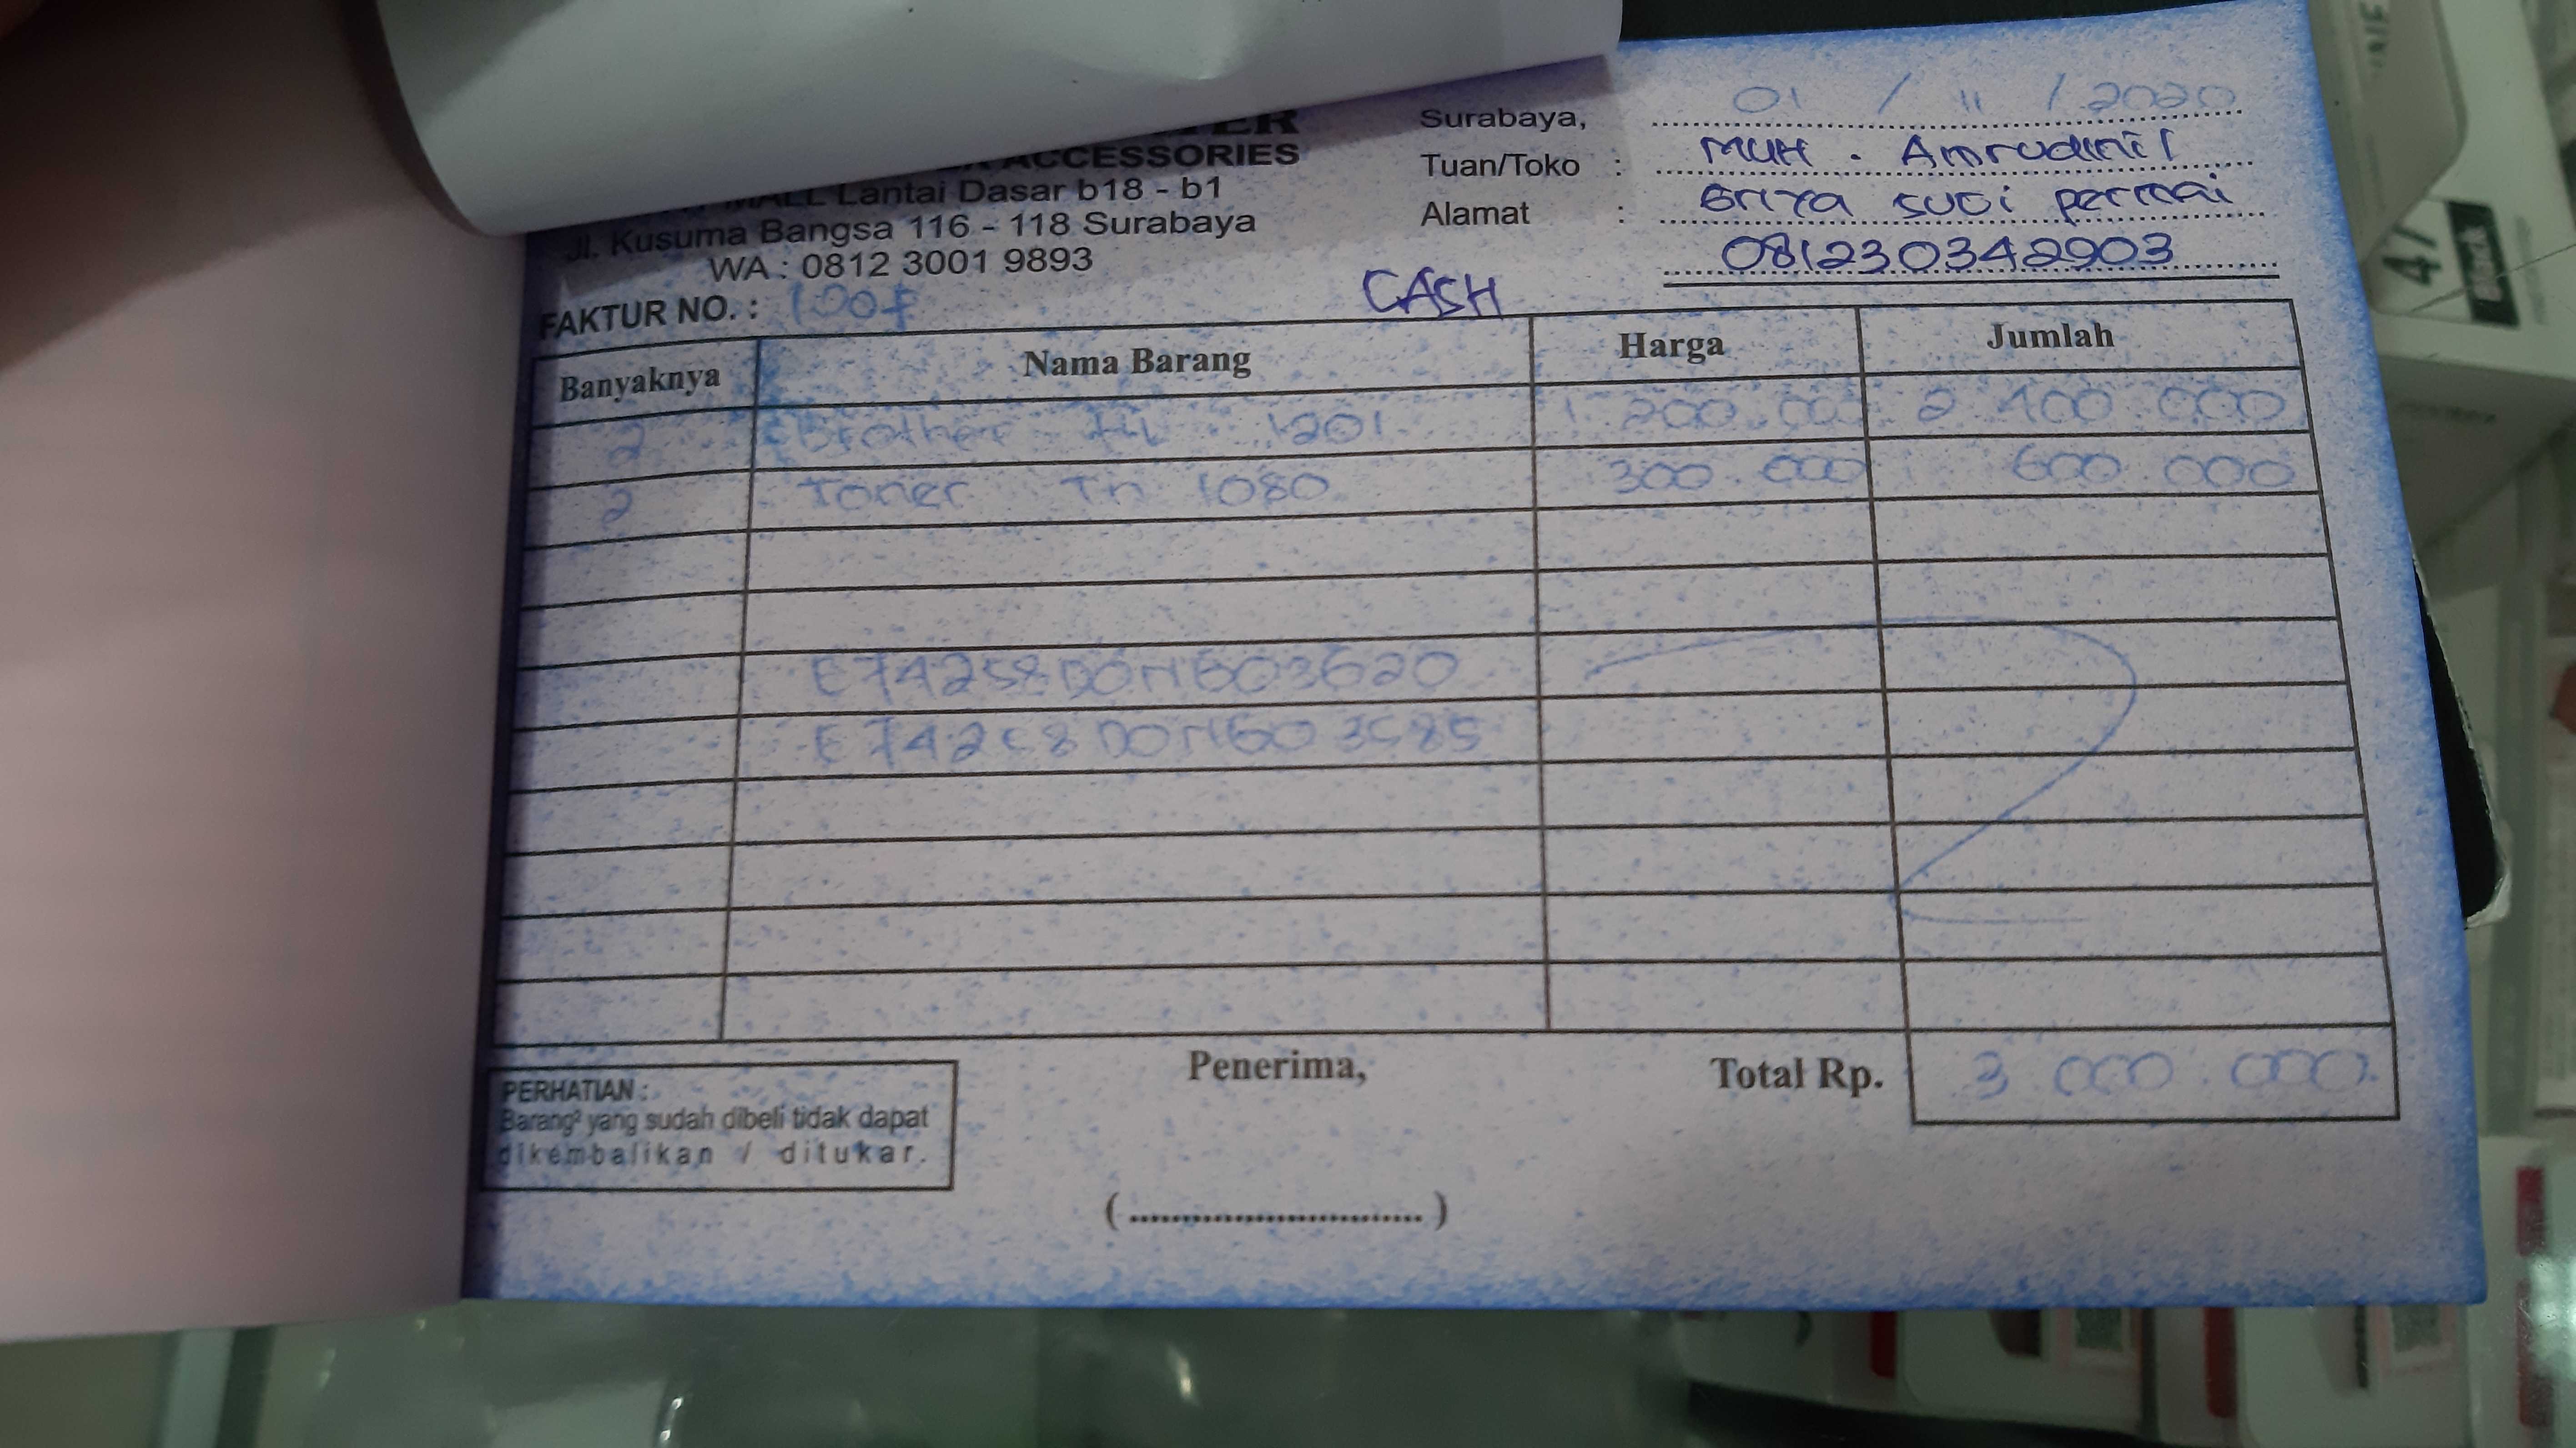 ER
ACCESSORIES
MALL Lantai Dasar b18 - b1
Jl. Kusuma Bangsa 116 - 118 Surabaya
WA : 0812 3001 9893
Surabaya, 01 / 11 / 2020
Tuan/Toko : MUH . Amrudinil
Alamat : Griya suci permai
081230342903
FAKTUR NO. : 1007
CASH
Banyaknya Nama Barang Harga Jumlah
2 Brother HL 1201 1 200.000 2 400.000
2 Toner Tn 1080 300.000 600.000
E74258D0N603620
E74258D0N603585
Total Rp. 3 000.000
Penerima,
PERHATIAN :
Barang² yang sudah dibeli tidak dapat
dikembalikan / ditukar.
(..............................)